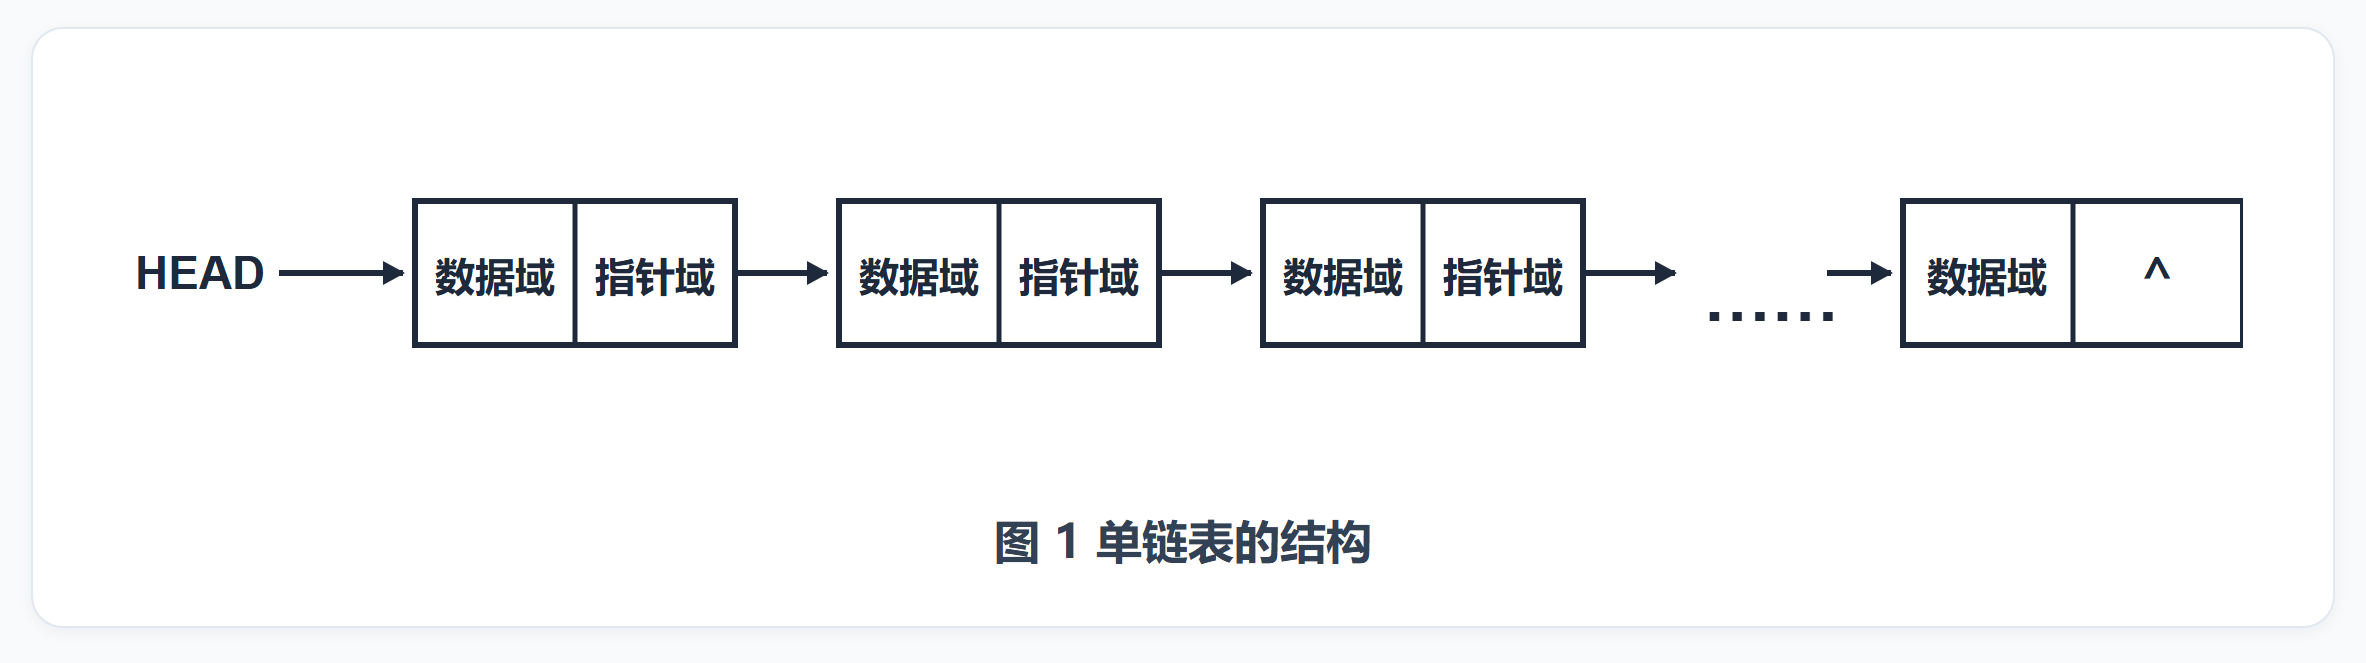 HEAD 数据域 指针域 数据域 指针域 数据域 指针域 ...... 数据域 ^
图 1 单链表的结构